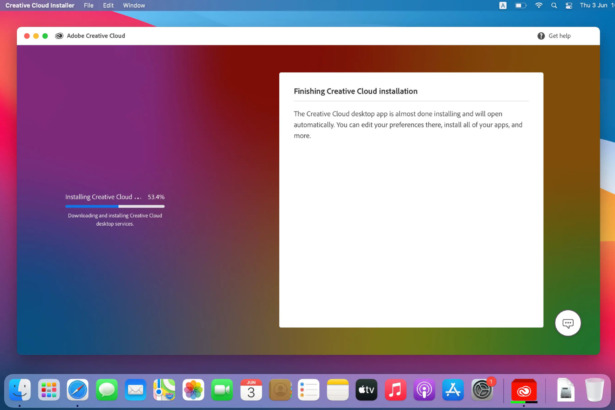 Creative Cloud Installer File Edit Window A Thu 3 Jun
Adobe Creative Cloud Get help
Finishing Creative Cloud installation
The Creative Cloud desktop app is almost done installing and will open
automatically. You can edit your preferences there, install all of your apps, and
more.
Installing Creative Cloud ... 53.4%
Downloading and installing Creative Cloud
desktop services.
JUN
3
tv
1